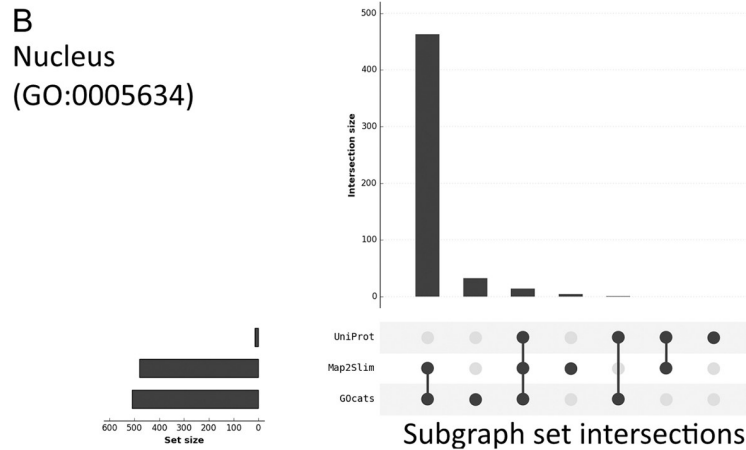 B
Nucleus
(GO:0005634)
500
400
300
200
100
0
Intersection size
UniProt
Map2Slim
GOcats
600 500 400 300 200 100 0
Set size
Subgraph set intersections